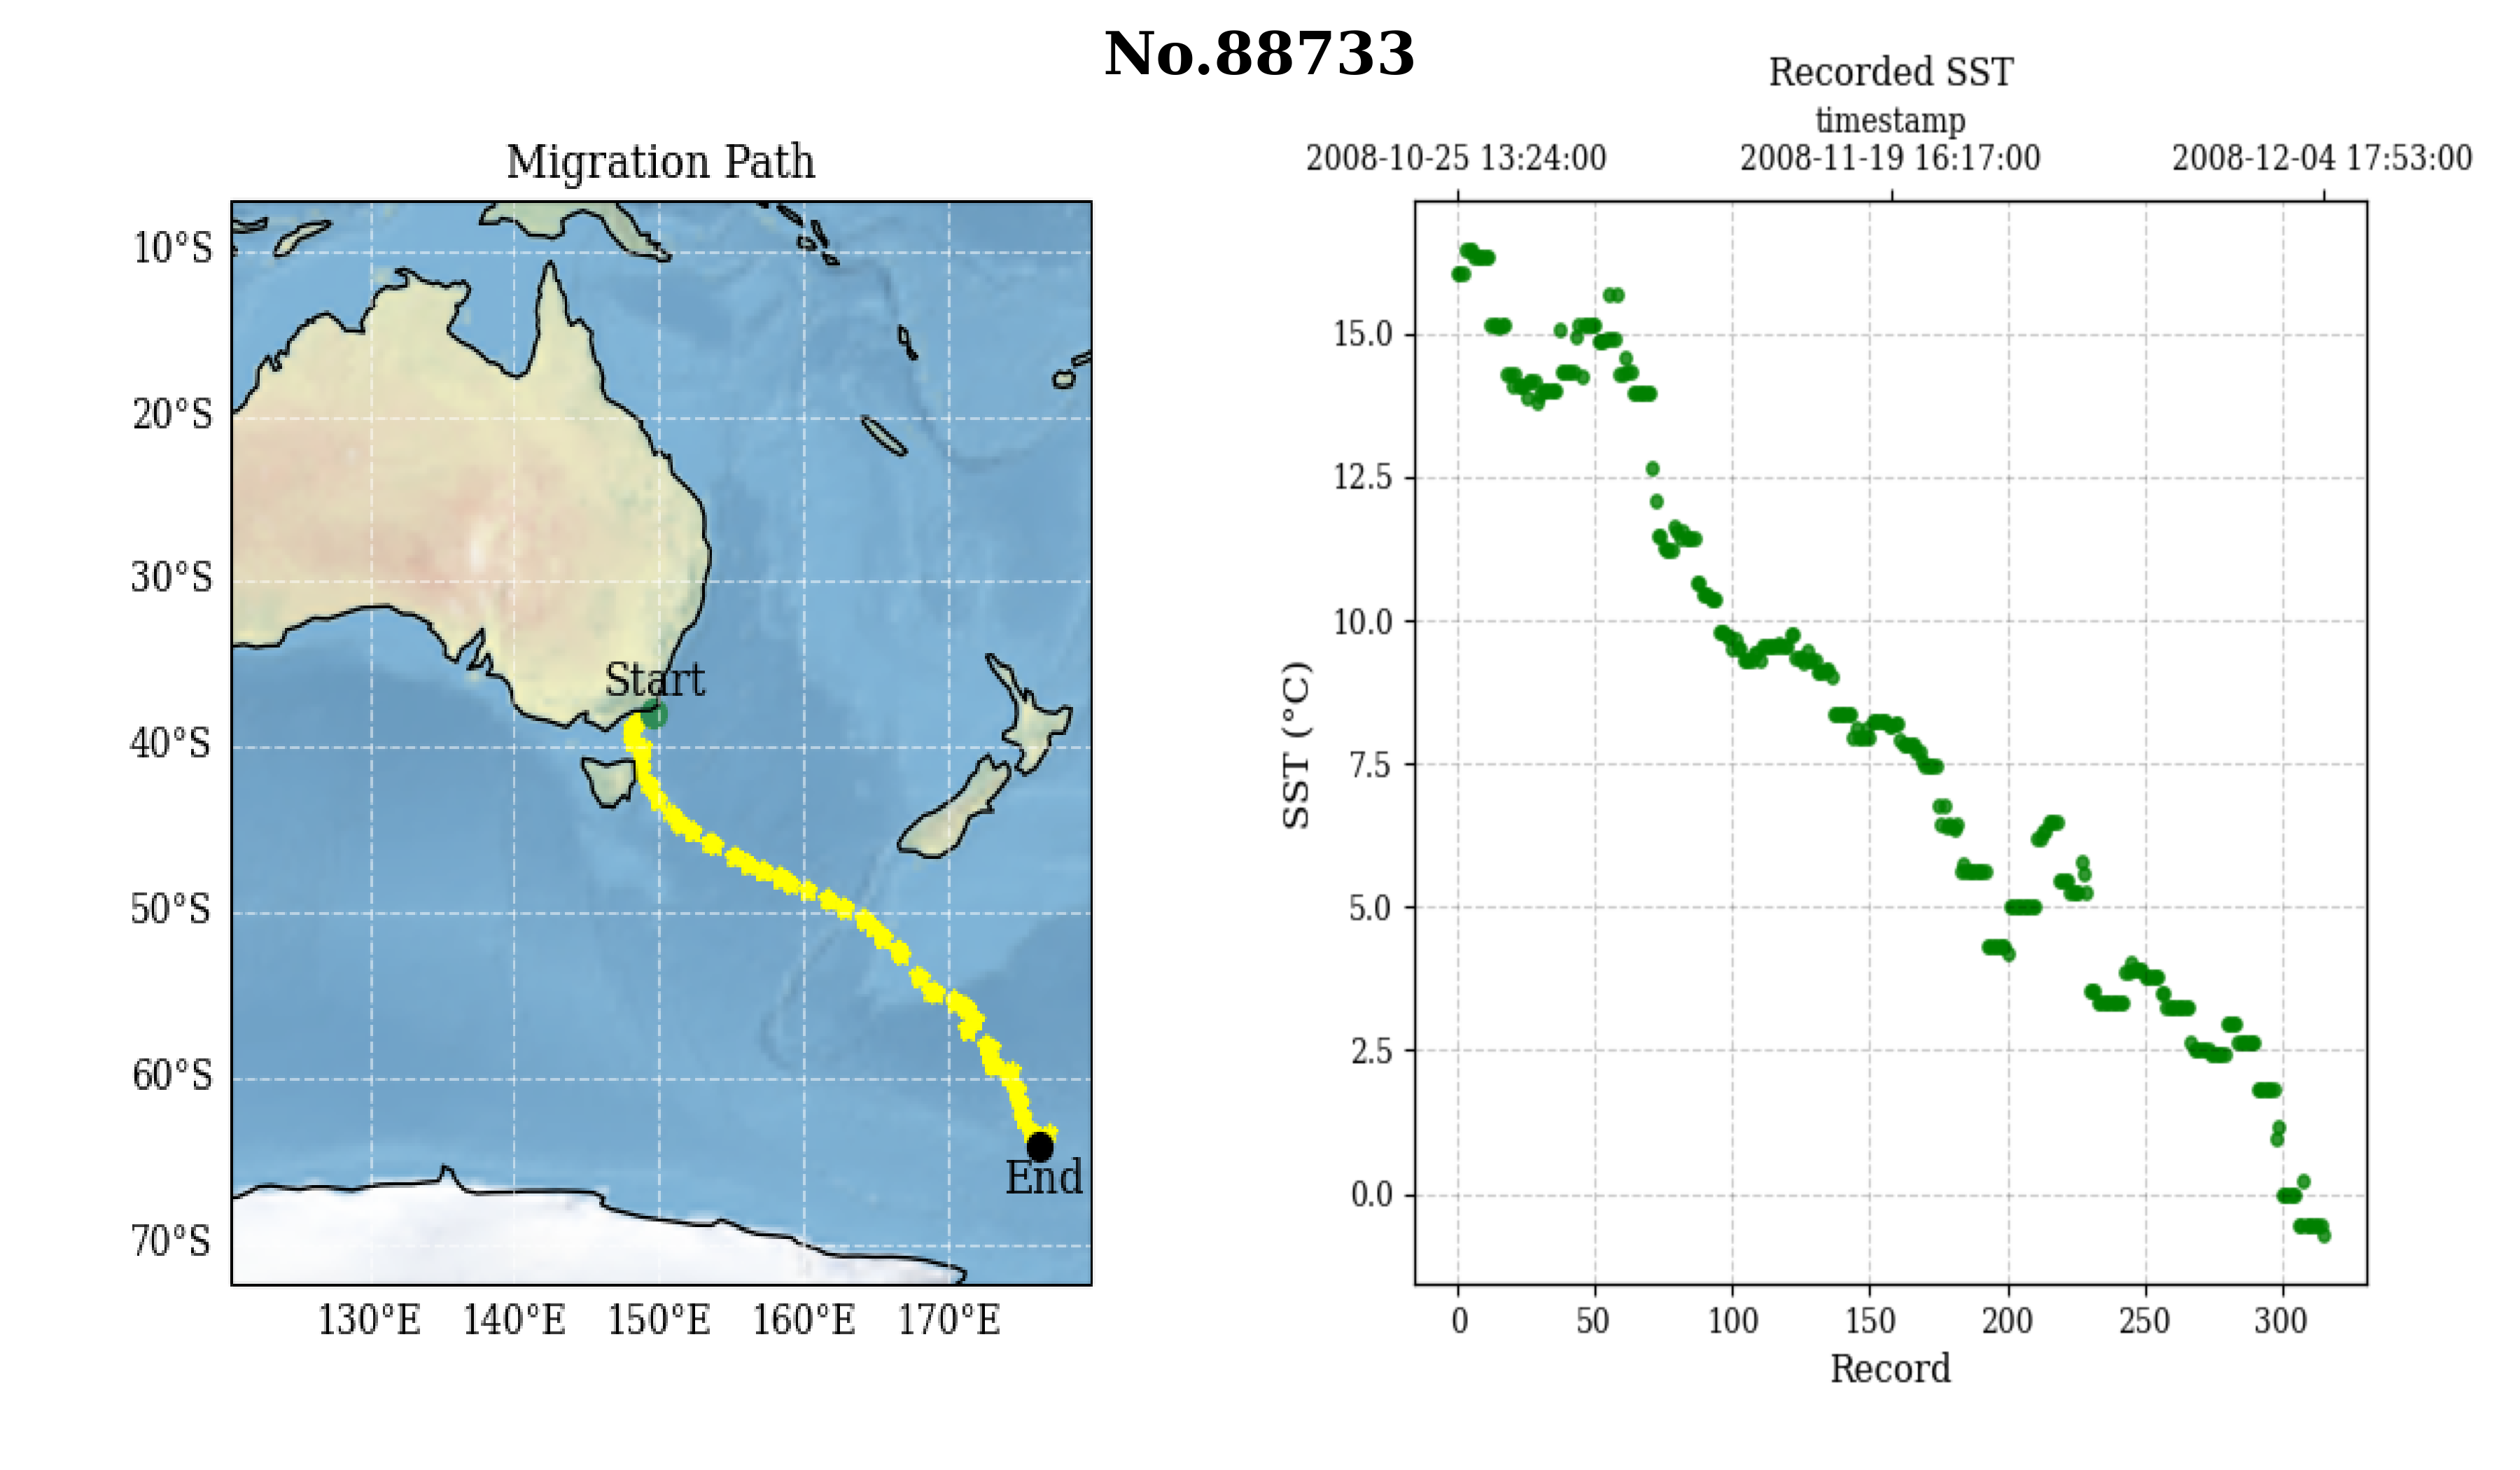 No.88733
Migration Path
10°S
20°S
30°S
40°S
50°S
60°S
70°S
130°E 140°E 150°E 160°E 170°E
Start
End
Recorded SST
timestamp
2008-10-25 13:24:00 2008-11-19 16:17:00 2008-12-04 17:53:00
SST (°C)
15.0
12.5
10.0
7.5
5.0
2.5
0.0
0 50 100 150 200 250 300
Record